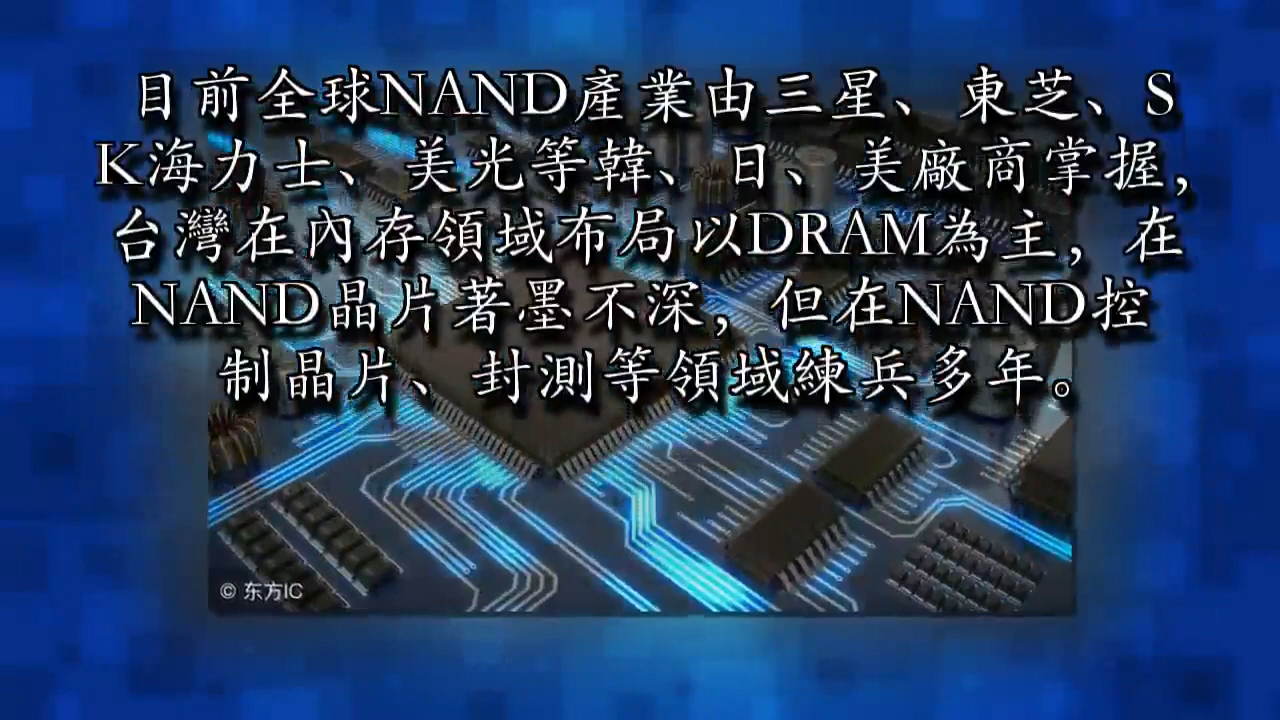 目前全球NAND產業由三星、東芝、S
K海力士、美光等韓、日、美廠商掌握,
台灣在內存領域布局以DRAM為主,在
NAND晶片著墨不深,但在NAND控
制晶片、封測等領域練兵多年。
© 东方IC